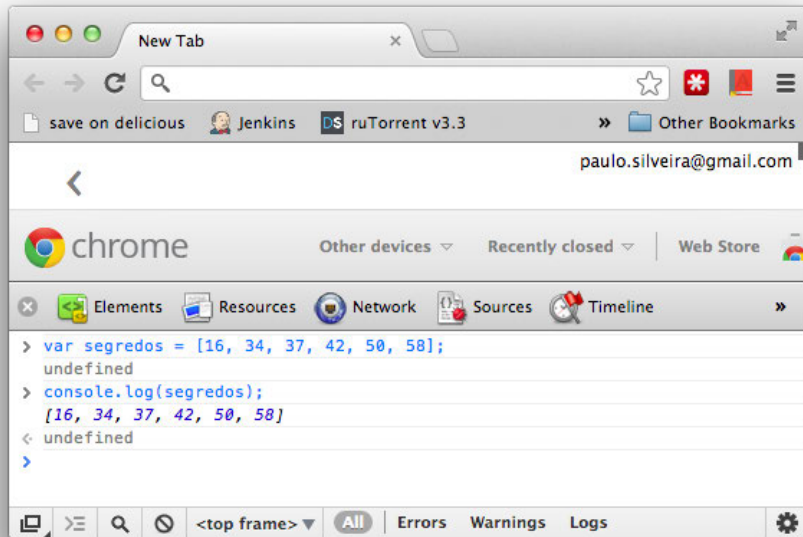 New Tab
save on delicious Jenkins DS ruTorrent v3.3 » Other Bookmarks
paulo.silveira@gmail.com
chrome Other devices Recently closed Web Store
Elements Resources Network Sources Timeline »
> var segredos = [16, 34, 37, 42, 50, 58];
undefined
> console.log(segredos);
[16, 34, 37, 42, 50, 58]
undefined
>
<top frame> All Errors Warnings Logs